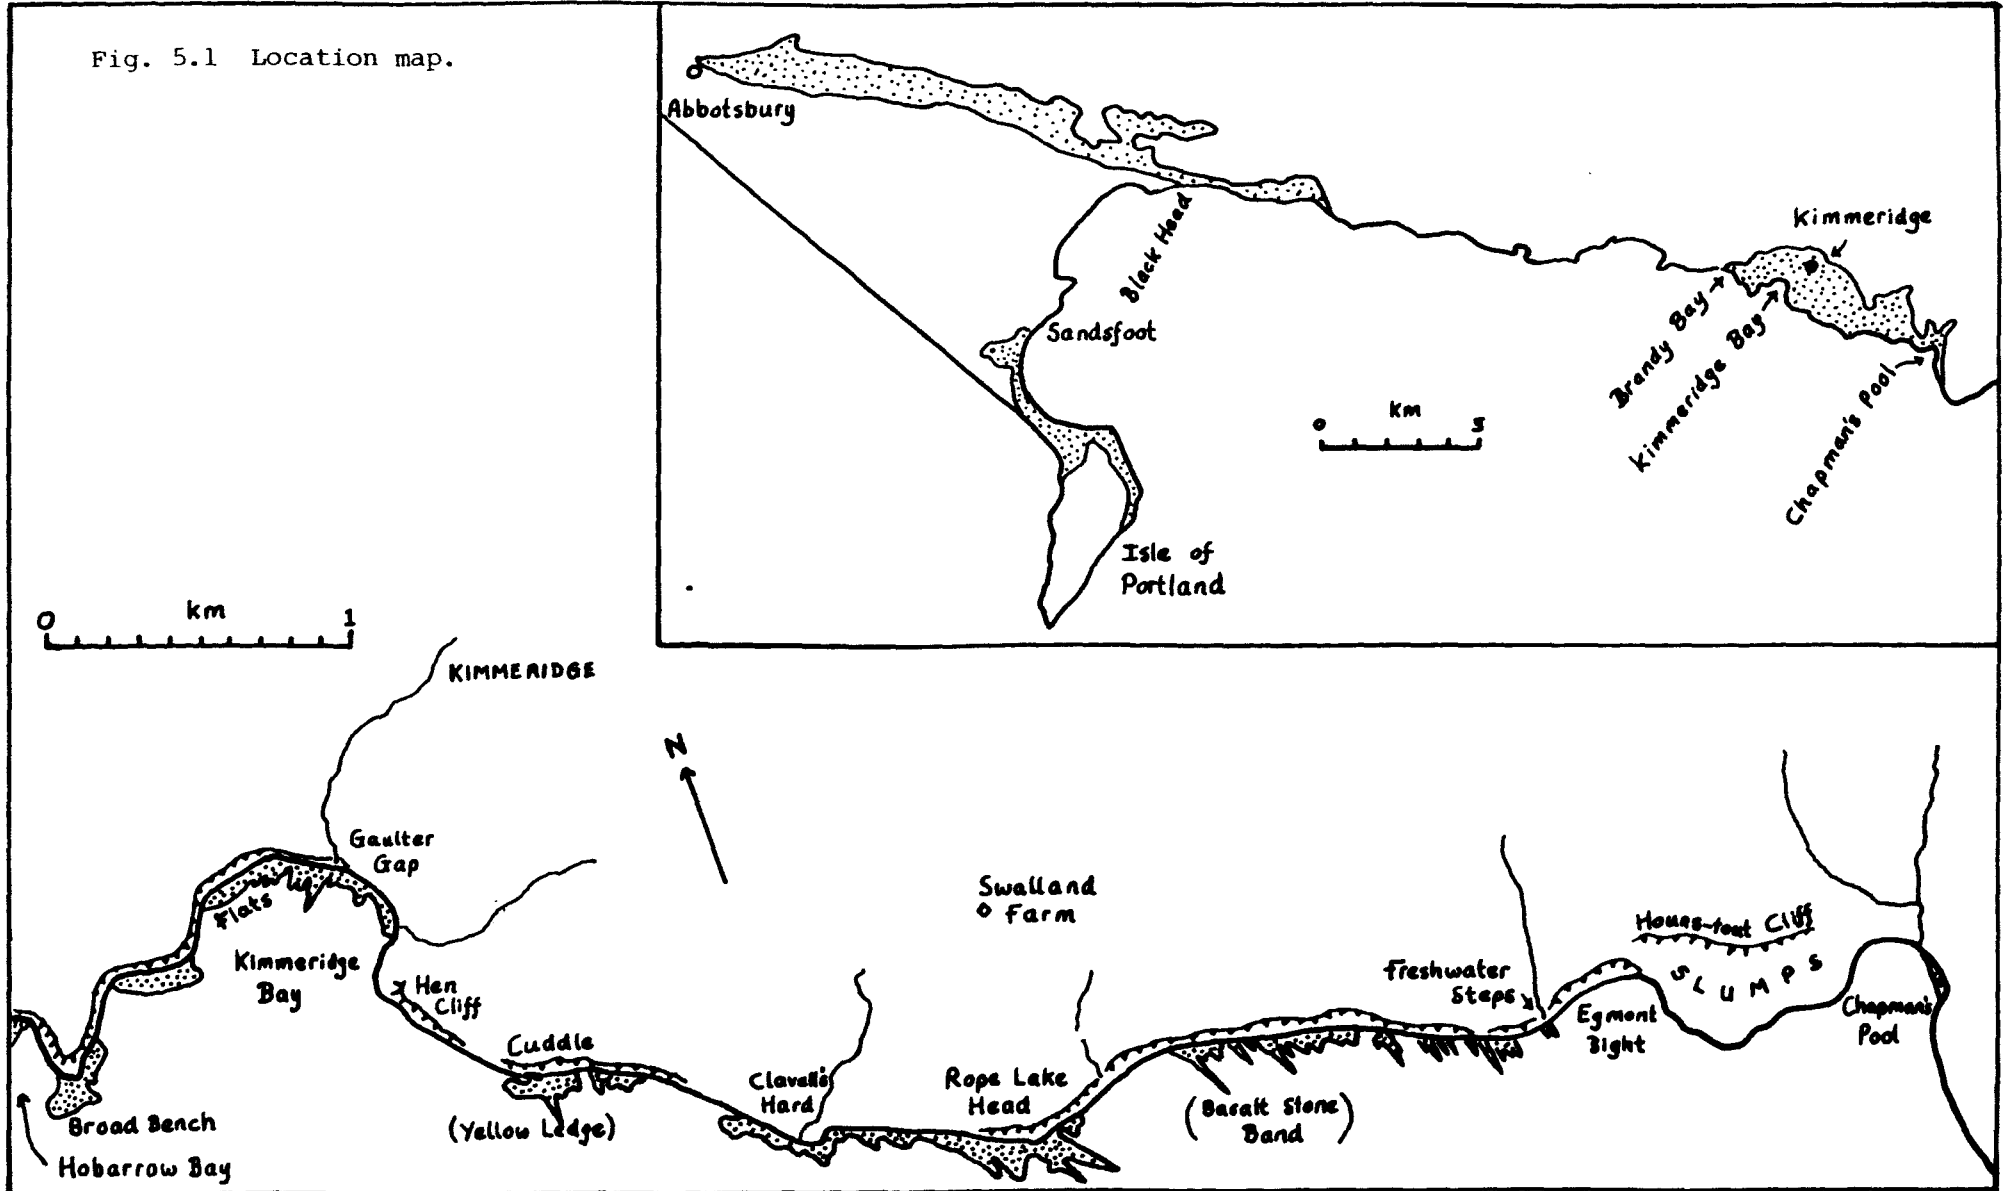 Fig. 5.1 Location map.
Abbotsbury
Black Head
Sandsfoot
Isle of
Portland
0 km 5
Kimmeridge
Brandy Bay
Kimmeridge Bay
Chapman's Pool
0 km 1
KIMMERIDGE
N
Gaulter
Gap
Flats
Kimmeridge
Bay
Hen
Cliff
Broad Bench
Hobarrow Bay
Cuddle
(Yellow Ledge)
Clavell's
Hard
Swalland
Farm
Rope Lake
Head
(Basalt Stone
Band)
Freshwater
Steps
Egmont
Bight
Houns-tout Cliff
SLUMPS
Chapman's
Pool